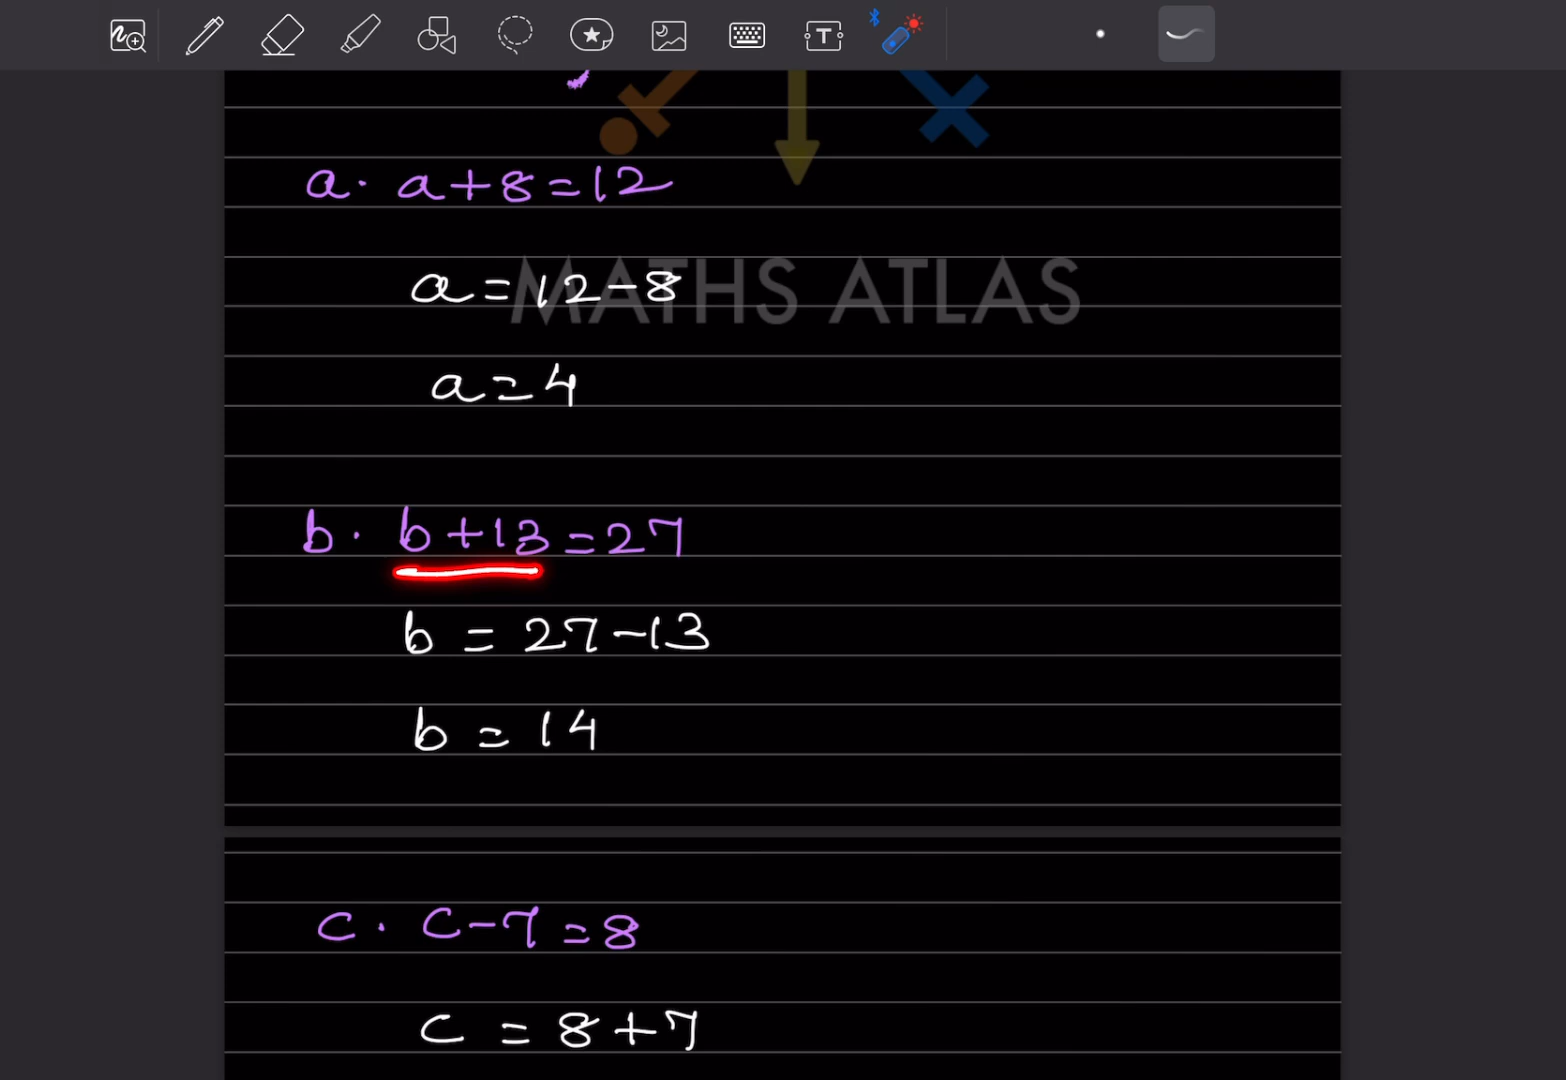 a. a+8=12
MATHS ATLAS
a=12-8
a=4
b. b+13=27
b = 27-13
b = 14
c. c-7=8
c = 8+7